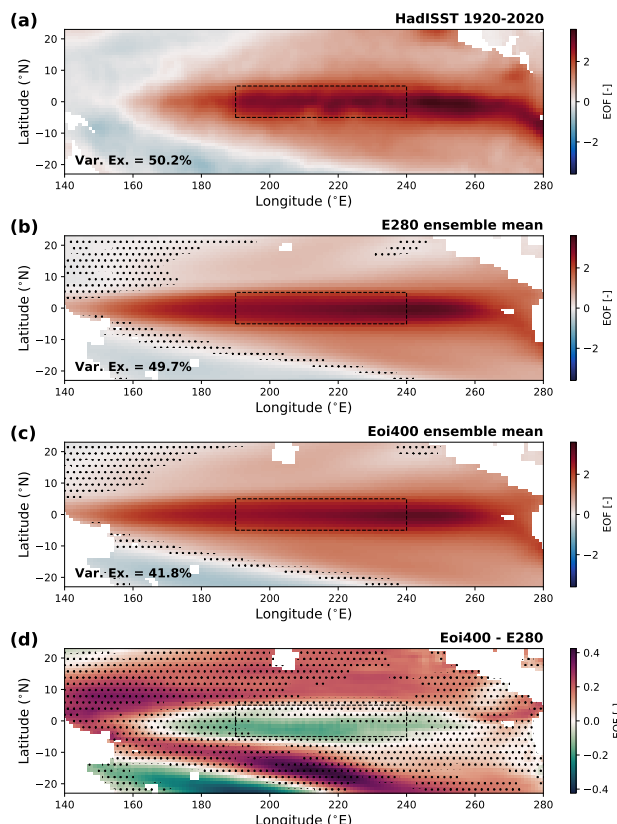 (a) HadISST 1920-2020
Latitude (°N)
20
10
0
−10
−20
Var. Ex. = 50.2%
140 160 180 200 220 240 260 280
Longitude (°E)
2
0
−2
EOF [-]
(b) E280 ensemble mean
Latitude (°N)
20
10
0
−10
−20
Var. Ex. = 49.7%
140 160 180 200 220 240 260 280
Longitude (°E)
2
0
−2
EOF [-]
(c) Eoi400 ensemble mean
Latitude (°N)
20
10
0
−10
−20
Var. Ex. = 41.8%
140 160 180 200 220 240 260 280
Longitude (°E)
2
0
−2
EOF [-]
(d) Eoi400 - E280
Latitude (°N)
20
10
0
−10
−20
140 160 180 200 220 240 260 280
Longitude (°E)
0.4
0.2
0.0
−0.2
−0.4